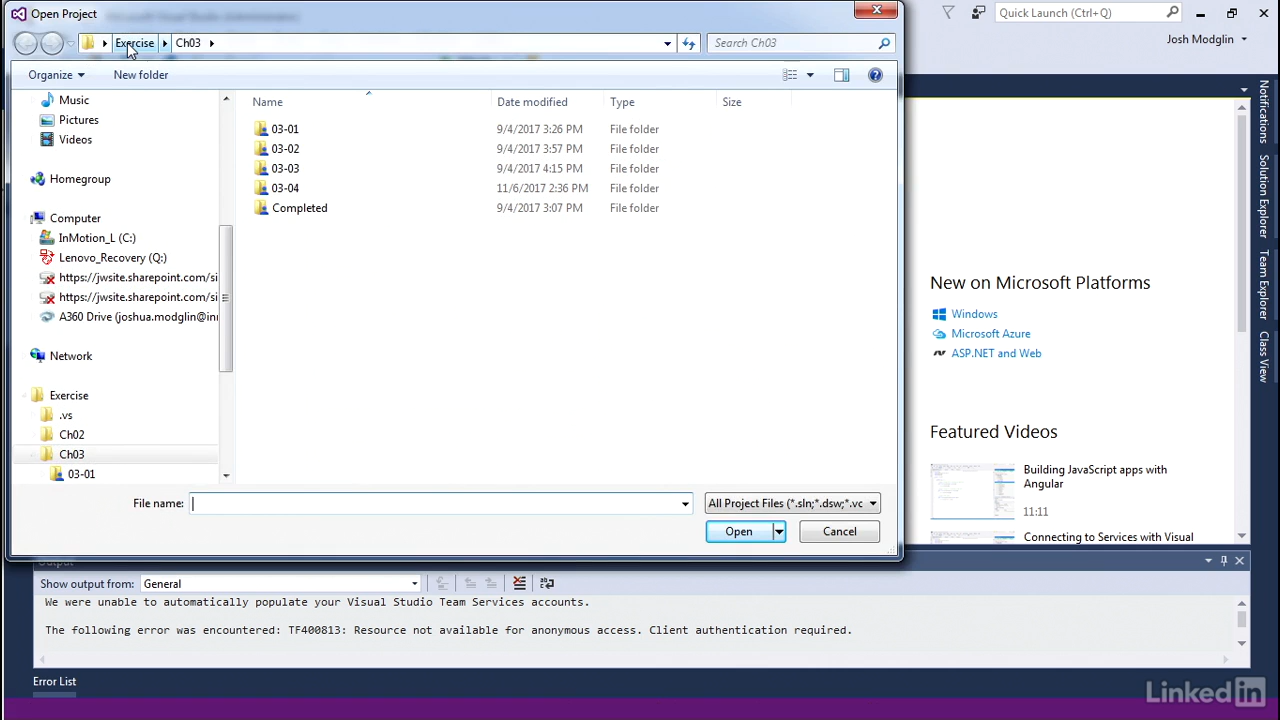 Open Project
Quick Launch (Ctrl+Q)
Exercise
Ch03
Search Ch03
Josh Modglin
Organize
New folder
Name
Date modified
Type
Size
Music
Pictures
Videos
Homegroup
Computer
InMotion_L (C:)
Lenovo_Recovery (Q:)
https://jwsite.sharepoint.com/si
https://jwsite.sharepoint.com/si
A360 Drive (joshua.modglin@in
Network
Exercise
.vs
Ch02
Ch03
03-01
03-01 9/4/2017 3:26 PM File folder
03-02 9/4/2017 3:57 PM File folder
03-03 9/4/2017 4:15 PM File folder
03-04 11/6/2017 2:36 PM File folder
Completed 9/4/2017 3:07 PM File folder
File name:
All Project Files (*.sln;*.dsw;*.vc
Open
Cancel
Notifications
Solution Explorer
Team Explorer
Class View
New on Microsoft Platforms
Windows
Microsoft Azure
ASP.NET and Web
Featured Videos
Building JavaScript apps with
Angular
11:11
Connecting to Services with Visual
Output
Show output from: General
We were unable to automatically populate your Visual Studio Team Services accounts.
The following error was encountered: TF400813: Resource not available for anonymous access. Client authentication required.
Error List
LinkedIn